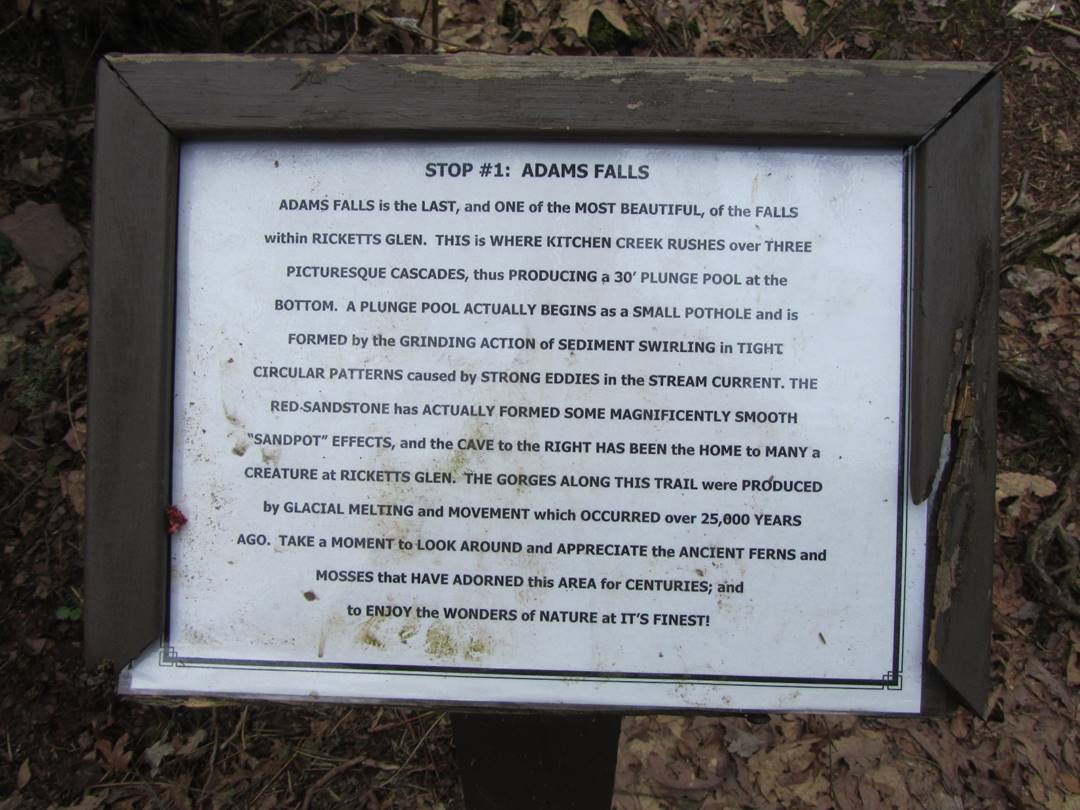 STOP #1: ADAMS FALLS
ADAMS FALLS is the LAST, and ONE of the MOST BEAUTIFUL, of the FALLS
within RICKETTS GLEN. THIS is WHERE KITCHEN CREEK RUSHES over THREE
PICTURESQUE CASCADES, thus PRODUCING a 30' PLUNGE POOL at the
BOTTOM. A PLUNGE POOL ACTUALLY BEGINS as a SMALL POTHOLE and is
FORMED by the GRINDING ACTION of SEDIMENT SWIRLING in TIGHT
CIRCULAR PATTERNS caused by STRONG EDDIES in the STREAM CURRENT. THE
RED SANDSTONE has ACTUALLY FORMED SOME MAGNIFICENTLY SMOOTH
"SANDPOT" EFFECTS, and the CAVE to the RIGHT HAS BEEN the HOME to MANY a
CREATURE at RICKETTS GLEN. THE GORGES ALONG THIS TRAIL were PRODUCED
by GLACIAL MELTING and MOVEMENT which OCCURRED over 25,000 YEARS
AGO. TAKE a MOMENT to LOOK AROUND and APPRECIATE the ANCIENT FERNS and
MOSSES that HAVE ADORNED this AREA for CENTURIES; and
to ENJOY the WONDERS of NATURE at IT'S FINEST!